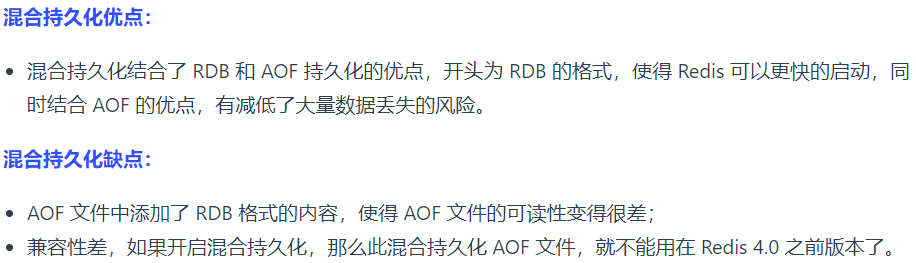 混合持久化优点：
• 混合持久化结合了 RDB 和 AOF 持久化的优点，开头为 RDB 的格式，使得 Redis 可以更快的启动，同
时结合 AOF 的优点，有减低了大量数据丢失的风险。
混合持久化缺点：
• AOF 文件中添加了 RDB 格式的内容，使得 AOF 文件的可读性变得很差；
• 兼容性差，如果开启混合持久化，那么此混合持久化 AOF 文件，就不能用在 Redis 4.0 之前版本了。